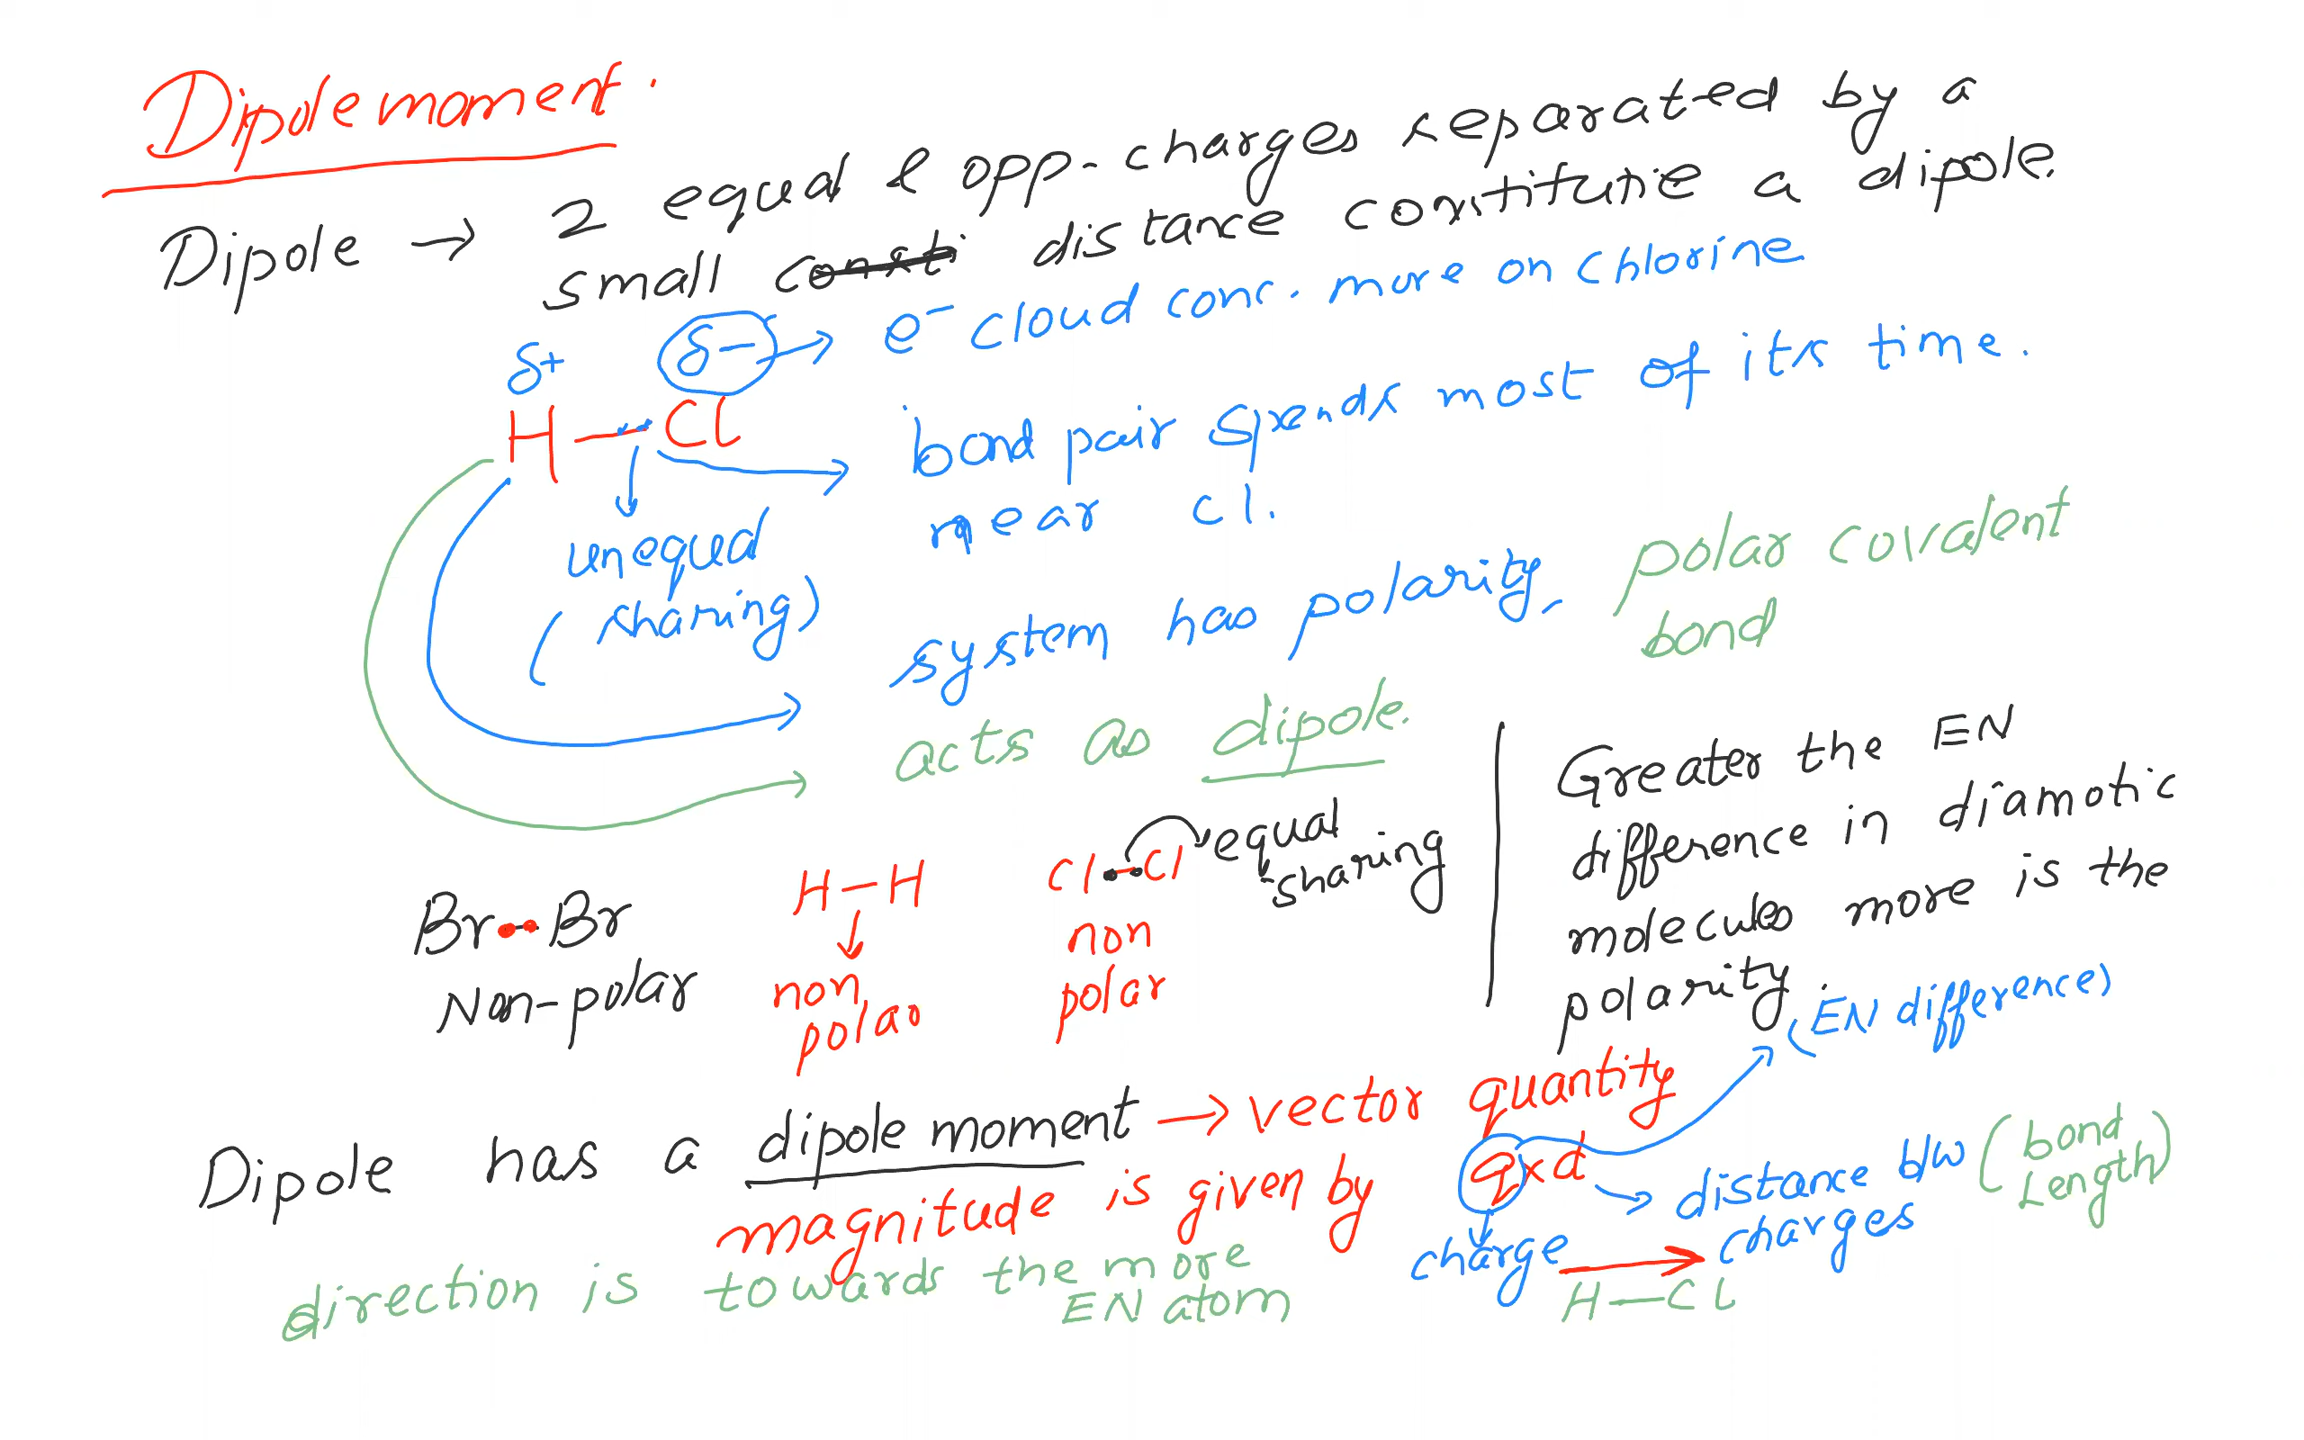 Dipole moment.
Dipole → 2 equal & opp-charges separated by a
small consti distance constitute a dipole.
δ+ δ- → e⁻ cloud conc. more on chlorine
H — Cl → bond pair spends most of its time.
near Cl.
unequal
(sharing)
system has polarity,
polar covalent
bond
acts as dipole.
Br-Br
Non-polar
H-H
non
polar
Cl-Cl
non
polar
equal
sharing
Greater the EN
difference in diamotic
molecules more is the
polarity
(EN difference)
Dipole has a dipole moment → vector quantity
magnitude is given by q×d → distance b/w (bond
Length)
charges
charge
H-Cl
direction is towards the more
EN atom